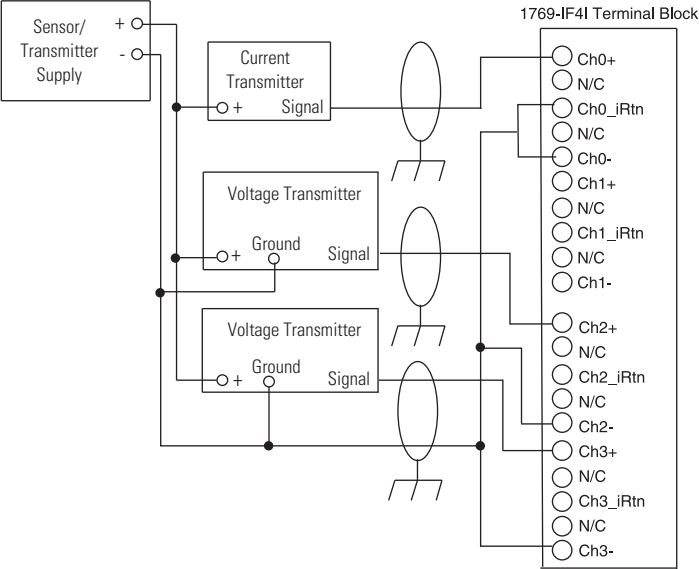 1769-IF4I Terminal Block
Sensor/
Transmitter
Supply
+
-
Current
Transmitter
+ Signal
Voltage Transmitter
Ground
+ Signal
Voltage Transmitter
Ground
+ Signal
Ch0+
N/C
Ch0_iRtn
N/C
Ch0-
Ch1+
N/C
Ch1_iRtn
N/C
Ch1-
Ch2+
N/C
Ch2_iRtn
N/C
Ch2-
Ch3+
N/C
Ch3_iRtn
N/C
Ch3-